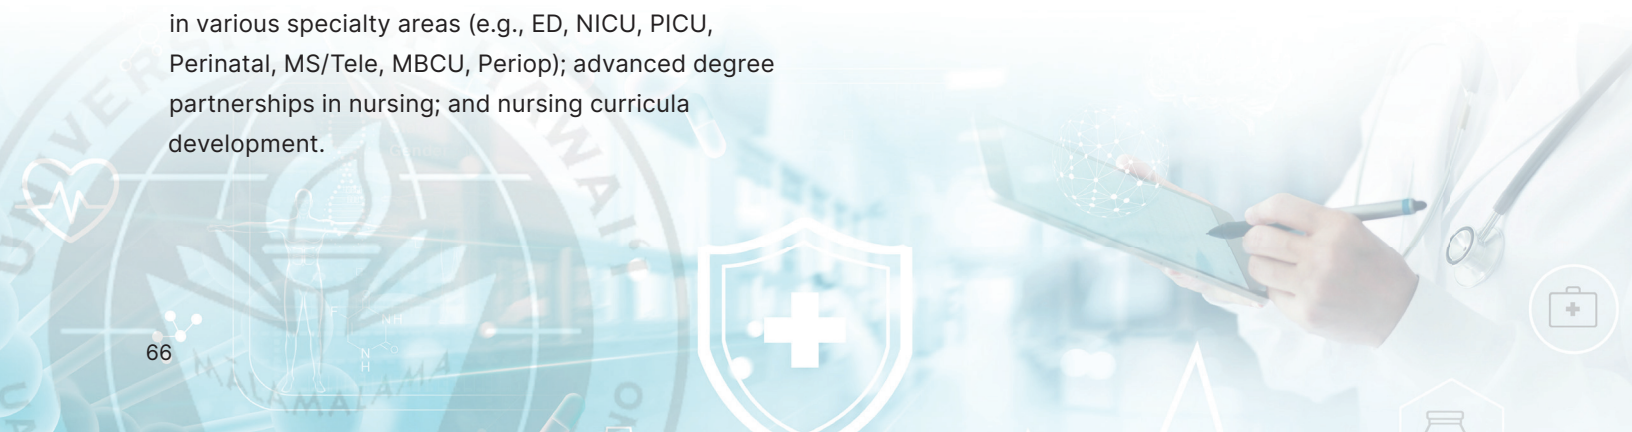 in various specialty areas (e.g., ED, NICU, PICU,
Perinatal, MS/Tele, MBCU, Periop); advanced degree
partnerships in nursing; and nursing curricula
development.
MALAMALAMA
66